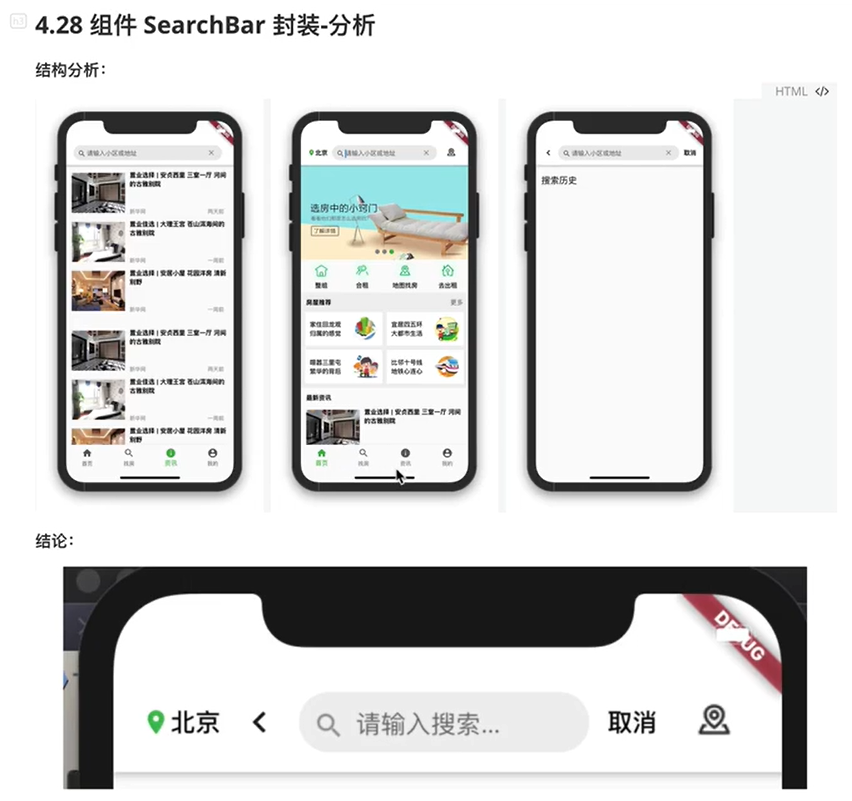 h3
4.28 组件 SearchBar 封装-分析
结构分析：
HTML </>
请输入小区或地址
置业选择 | 安贞西里 三室一厅 河间
的古雅别院
新华网 两天前
置业佳选 | 大理王宫 苍山洱海间的
古雅别院
新华网 一周前
置业选择 | 安居小屋 花园洋房 清新
别野
新华网 一周前
置业选择 | 安贞西里 三室一厅 河间
的古雅别院
新华网 两天前
置业佳选 | 大理王宫 苍山洱海间的
古雅别院
新华网 一周前
置业选择 | 安居小屋 花园洋房 清新
别野
首页 找房 资讯 我的
北京 请输入小区或地址
选房中的小窍门
了解详情
整租 合租 地图找房 去出租
房屋推荐 更多
家住回龙观
归属的感觉
宜居四五环
大都市生活
喧嚣三里屯
繁华的背后
比邻十号线
地铁心连心
最新资讯
置业选择 | 安贞西里 三室一厅 河间
的古雅别院
首页 找房 资讯 我的
请输入小区或地址 取消
搜索历史
结论：
北京 请输入搜索... 取消